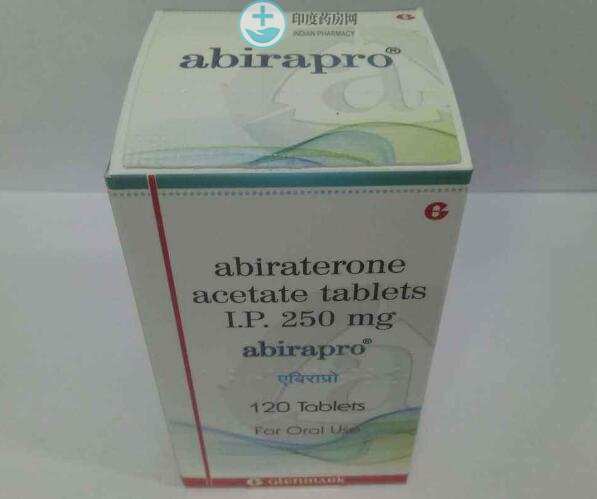 印度药房网
INDIAN PHARMACY
abirapro®
abiraterone
acetate tablets
I.P. 250 mg
abirapro®
एबिराप्रो
120 Tablets
For Oral Use
G glenmark